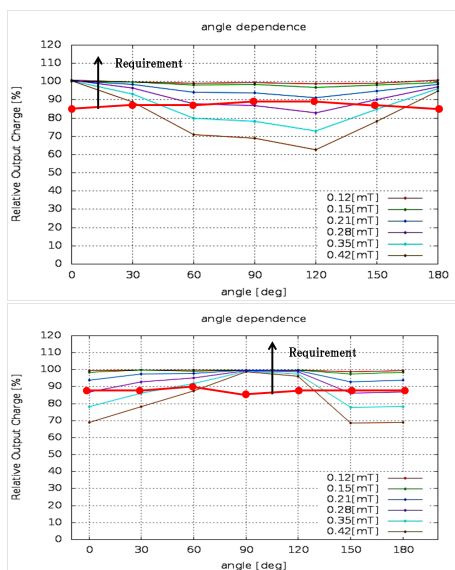 angle dependence
120
110
100
90
80
70
60
50
40
30
20
10
0
Relative Output Charge [%]
Requirement
0.12[mT]
0.15[mT]
0.21[mT]
0.28[mT]
0.35[mT]
0.42[mT]
0 30 60 90 120 150 180
angle [deg]
angle dependence
120
110
100
90
80
70
60
50
40
30
20
10
0
Relative Output Charge [%]
Requirement
0.12[mT]
0.15[mT]
0.21[mT]
0.28[mT]
0.35[mT]
0.42[mT]
0 30 60 90 120 150 180
angle [deg]